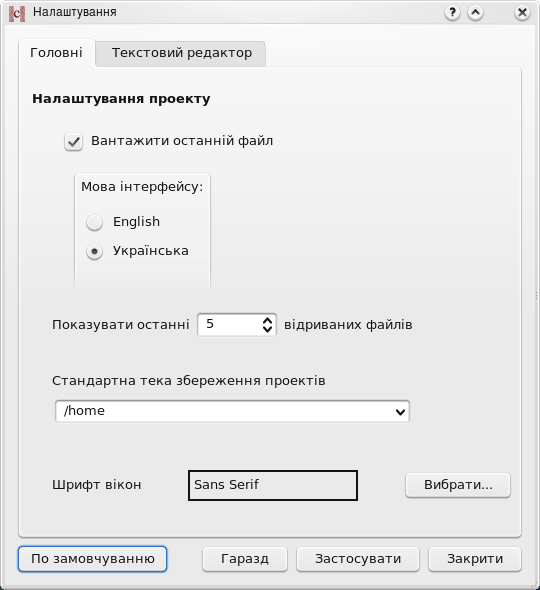 Налаштування
Головні
Текстовий редактор
Налаштування проекту
Вантажити останній файл
Мова інтерфейсу:
English
Українська
Показувати останні 5 відриваних файлів
Стандартна тека збереження проектів
/home
Шрифт вікон Sans Serif Вибрати...
По замовчуванню Гаразд Застосувати Закрити